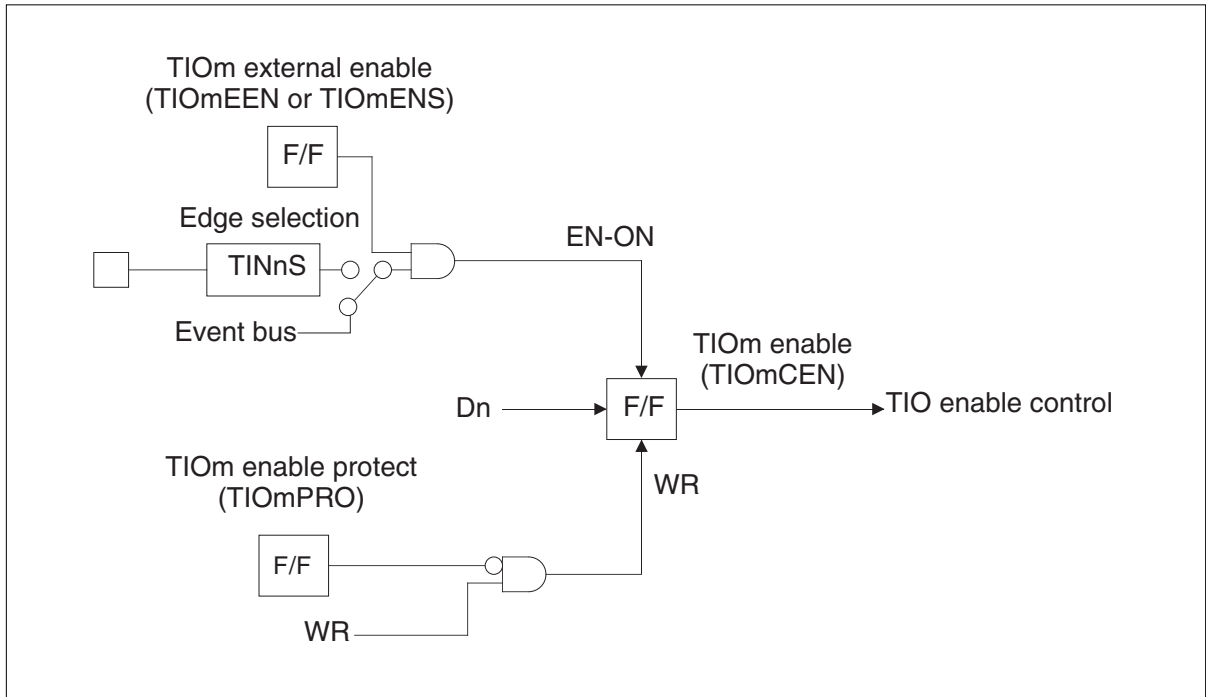 TIOm external enable
(TIOmEEN or TIOmENS)
F/F
Edge selection
TINnS
EN-ON
Event bus
TIOm enable
(TIOmCEN)
Dn
F/F
TIO enable control
TIOm enable protect
(TIOmPRO)
WR
F/F
WR